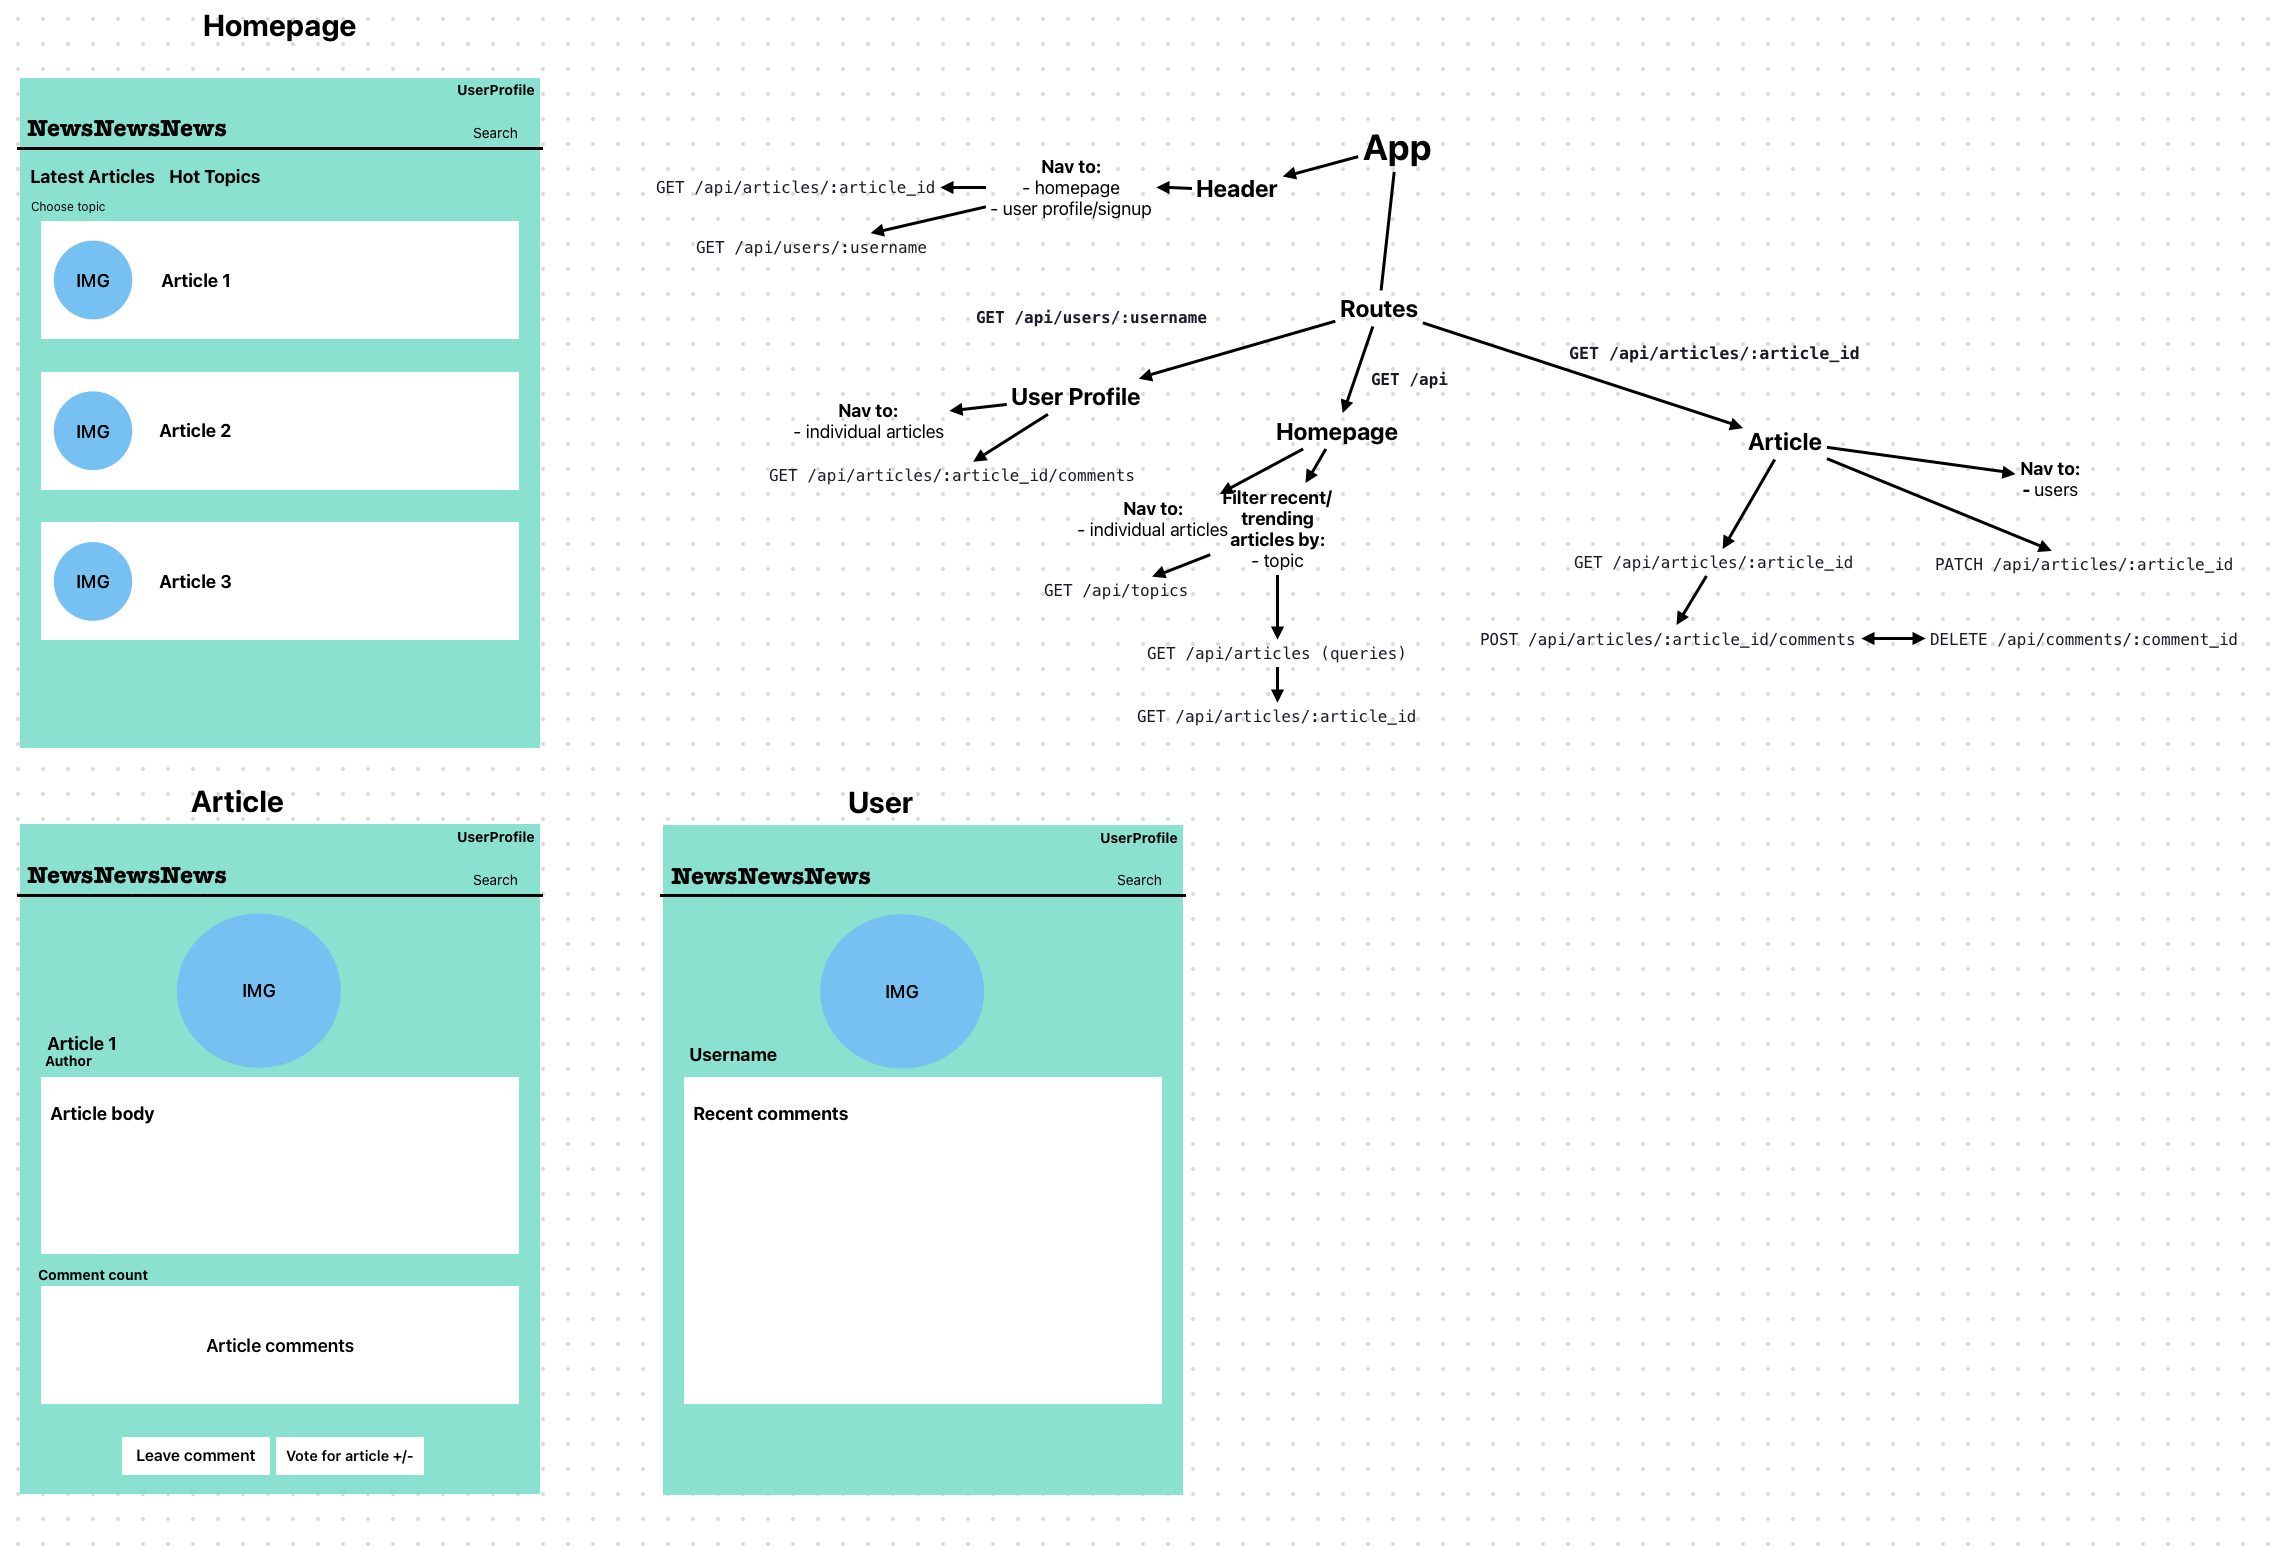 Homepage
UserProfile
NewsNewsNews
Search
Latest Articles Hot Topics
Choose topic
IMG
Article 1
IMG
Article 2
IMG
Article 3
App
Header
Nav to:
- homepage
- user profile/signup
GET /api/articles/:article_id
GET /api/users/:username
Routes
GET /api/users/:username
GET /api
GET /api/articles/:article_id
User Profile
Nav to:
- individual articles
GET /api/articles/:article_id/comments
Homepage
Nav to:
- individual articles
Filter recent/
trending
articles by:
- topic
GET /api/topics
GET /api/articles (queries)
GET /api/articles/:article_id
Article
Nav to:
- users
GET /api/articles/:article_id
PATCH /api/articles/:article_id
POST /api/articles/:article_id/comments
DELETE /api/comments/:comment_id
Article
UserProfile
NewsNewsNews
Search
IMG
Article 1
Author
Article body
Comment count
Article comments
Leave comment
Vote for article +/-
User
UserProfile
NewsNewsNews
Search
IMG
Username
Recent comments